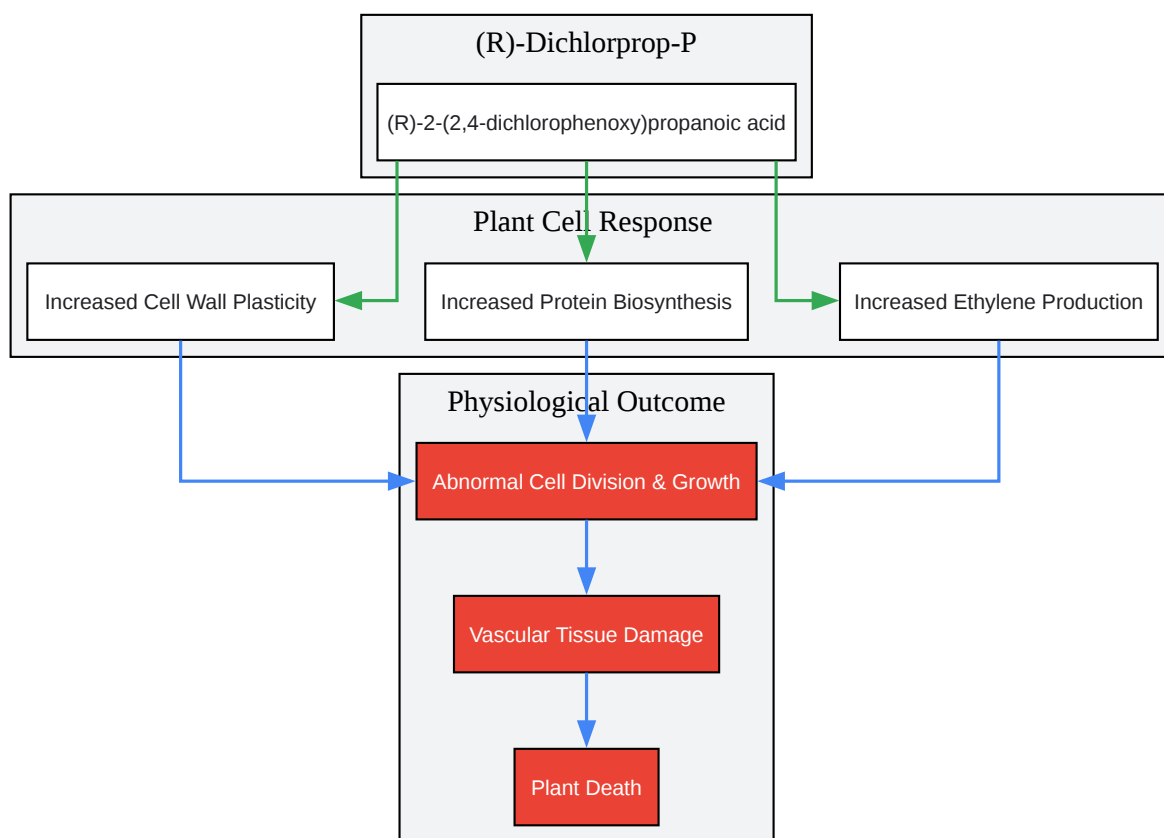 (R)-Dichlorprop-P
(R)-2-(2,4-dichlorophenoxy)propanoic acid
Plant Cell Response
Increased Cell Wall Plasticity
Increased Protein Biosynthesis
Increased Ethylene Production
Physiological Outcome
Abnormal Cell Division & Growth
Vascular Tissue Damage
Plant Death